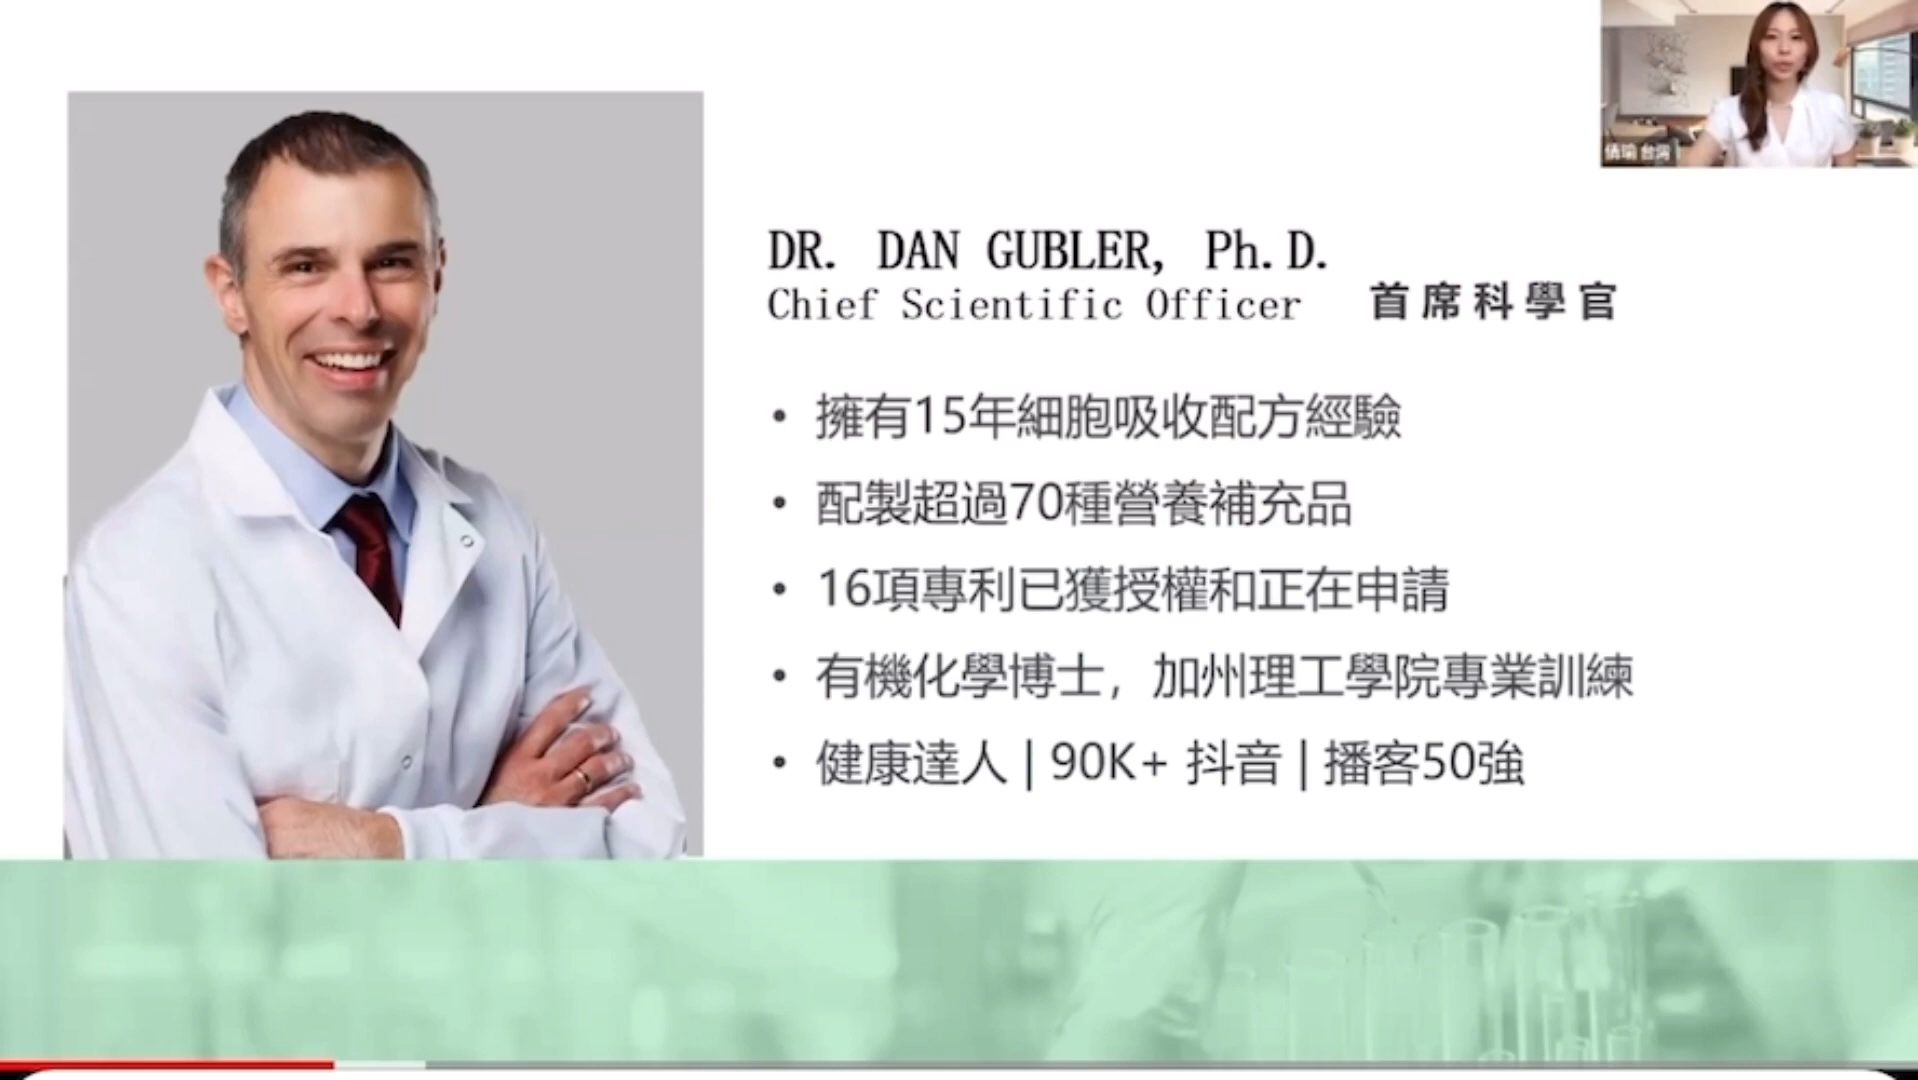 DR. DAN GUBLER, Ph.D.
Chief Scientific Officer 首席科學官
• 擁有15年細胞吸收配方經驗
• 配製超過70種營養補充品
• 16項專利已獲授權和正在申請
• 有機化學博士，加州理工學院專業訓練
• 健康達人 | 90K+ 抖音 | 播客50強
台灣